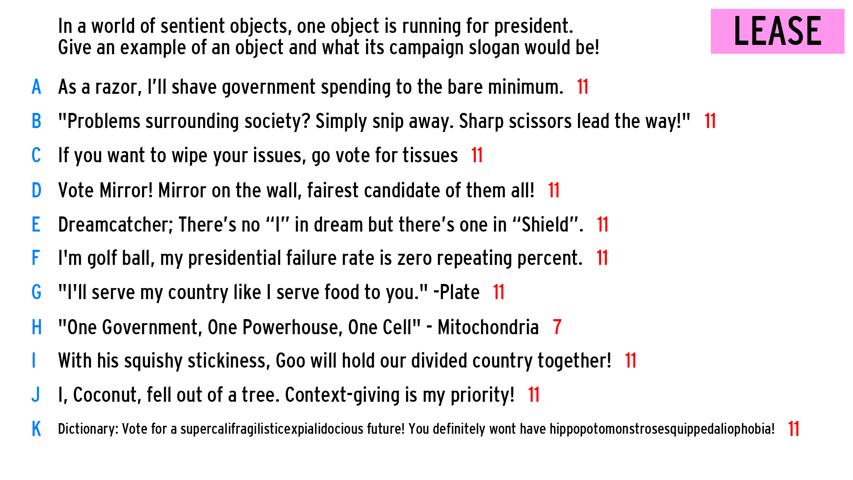 In a world of sentient objects, one object is running for president.
Give an example of an object and what its campaign slogan would be!
LEASE
A As a razor, I’ll shave government spending to the bare minimum. 11
B "Problems surrounding society? Simply snip away. Sharp scissors lead the way!" 11
C If you want to wipe your issues, go vote for tissues 11
D Vote Mirror! Mirror on the wall, fairest candidate of them all! 11
E Dreamcatcher; There’s no “I” in dream but there’s one in “Shield”. 11
F I'm golf ball, my presidential failure rate is zero repeating percent. 11
G "I'll serve my country like I serve food to you." -Plate 11
H "One Government, One Powerhouse, One Cell" - Mitochondria 7
I With his squishy stickiness, Goo will hold our divided country together! 11
J I, Coconut, fell out of a tree. Context-giving is my priority! 11
K Dictionary: Vote for a supercalifragilisticexpialidocious future! You definitely wont have hippopotomonstrosesquippedaliophobia! 11